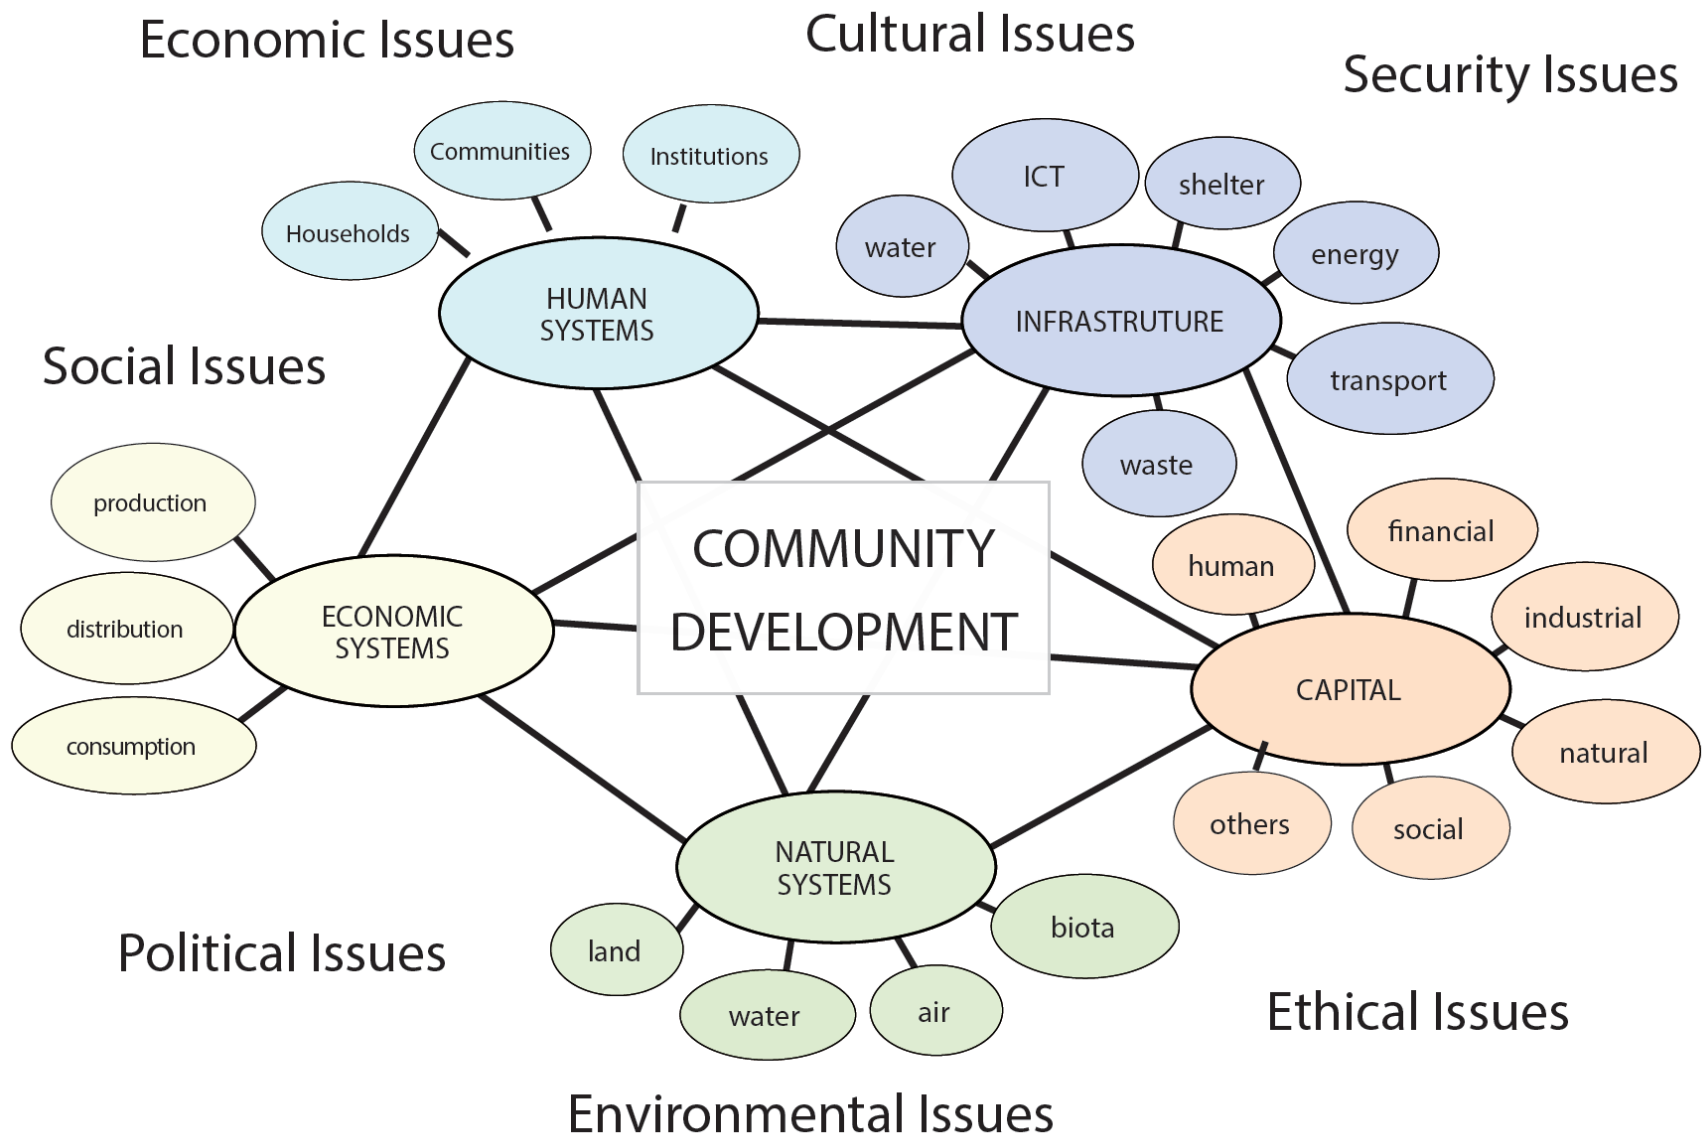 Economic Issues
Cultural Issues
Security Issues
Communities
Institutions
Households
HUMAN
SYSTEMS
ICT
shelter
water
energy
INFRASTRUTURE
transport
waste
Social Issues
production
distribution
consumption
ECONOMIC
SYSTEMS
COMMUNITY
DEVELOPMENT
human
financial
industrial
CAPITAL
natural
others
social
NATURAL
SYSTEMS
land
water
air
biota
Political Issues
Ethical Issues
Environmental Issues